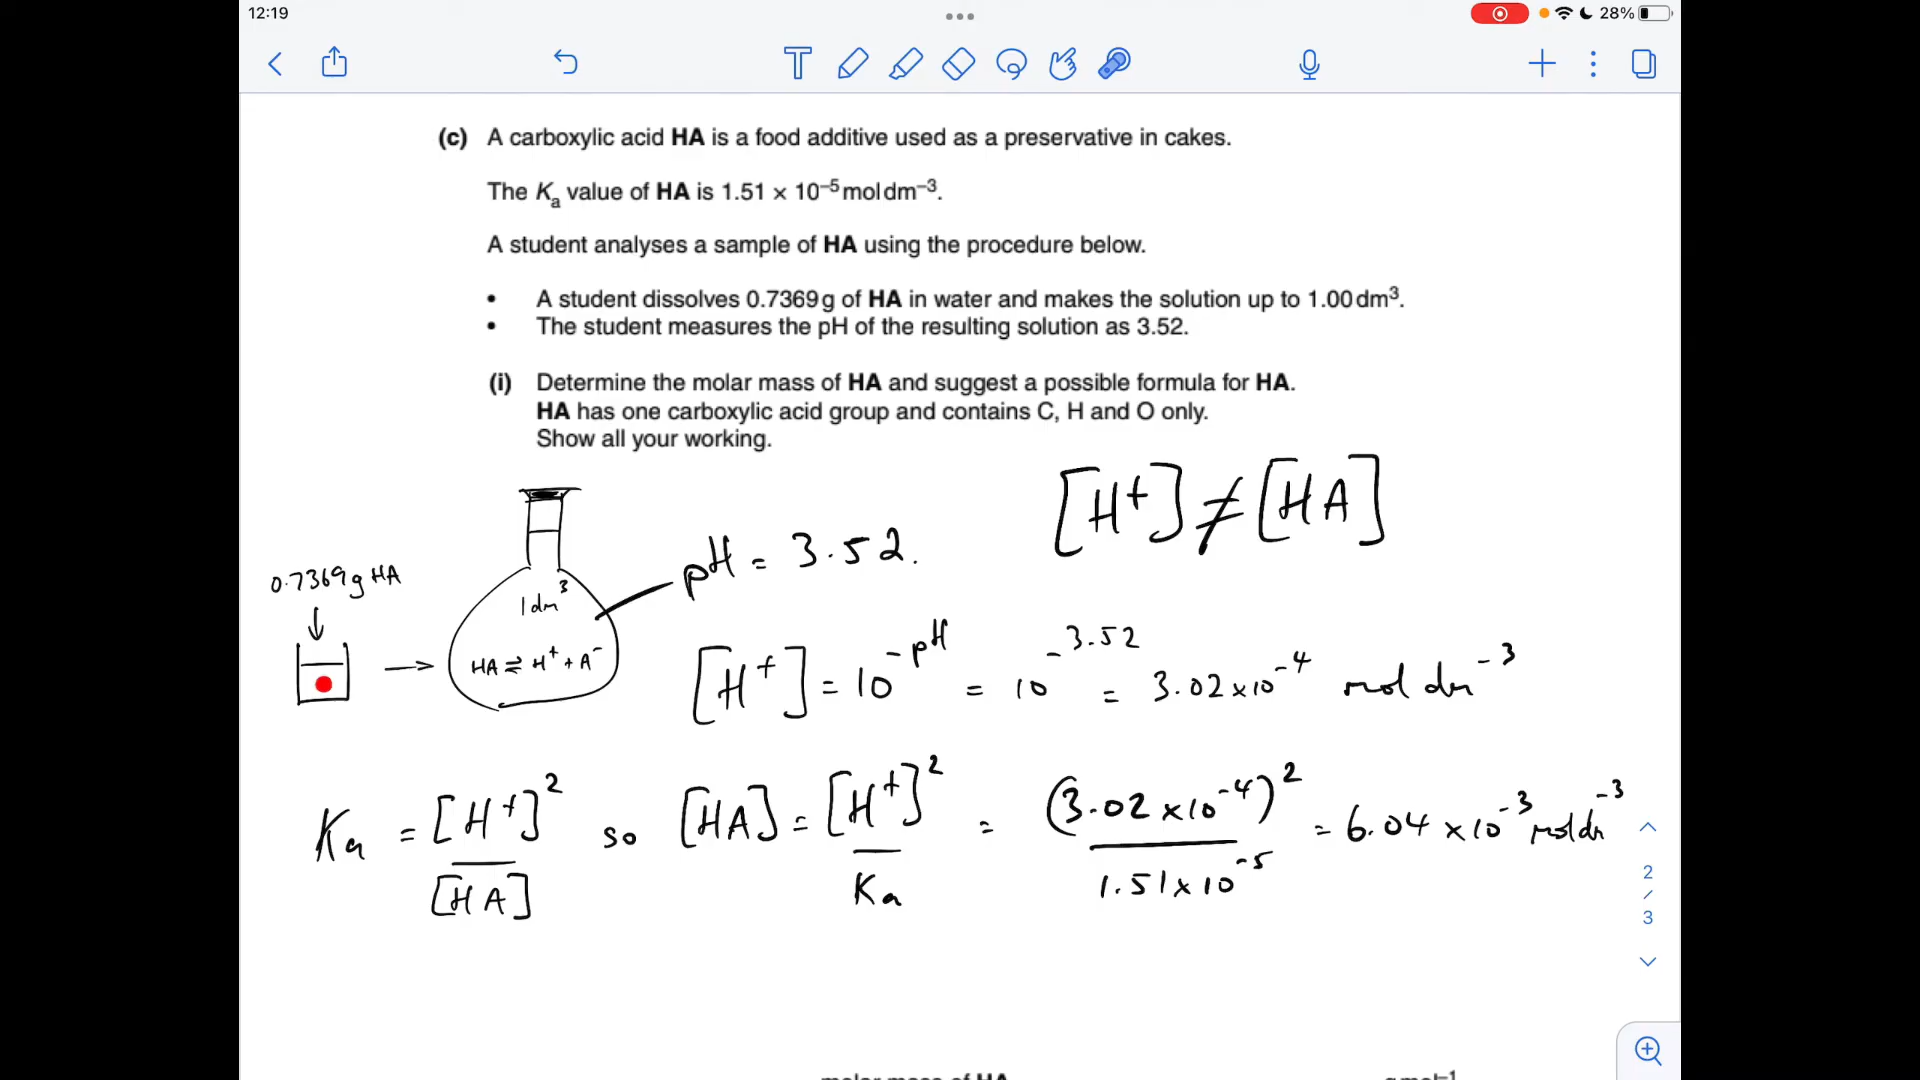 12:19
28%
(c) A carboxylic acid HA is a food additive used as a preservative in cakes.
The Kₐ value of HA is 1.51 × 10⁻⁵ mol dm⁻³.
A student analyses a sample of HA using the procedure below.
• A student dissolves 0.7369 g of HA in water and makes the solution up to 1.00 dm³.
• The student measures the pH of the resulting solution as 3.52.
(i) Determine the molar mass of HA and suggest a possible formula for HA.
HA has one carboxylic acid group and contains C, H and O only.
Show all your working.
[H⁺] ≠ [HA]
pH = 3.52.
0.7369g HA
1dm³
HA ⇌ H⁺ + A⁻
[H⁺] = 10^-pH = 10^-3.52 = 3.02 × 10⁻⁴ mol dm⁻³
Ka = [H⁺]² / [HA] so [HA] = [H⁺]² / Ka = (3.02 × 10⁻⁴)² / 1.51 × 10⁻⁵ = 6.04 × 10⁻³ mol dm⁻³
2
/
3
molar mass of HA g mol⁻¹